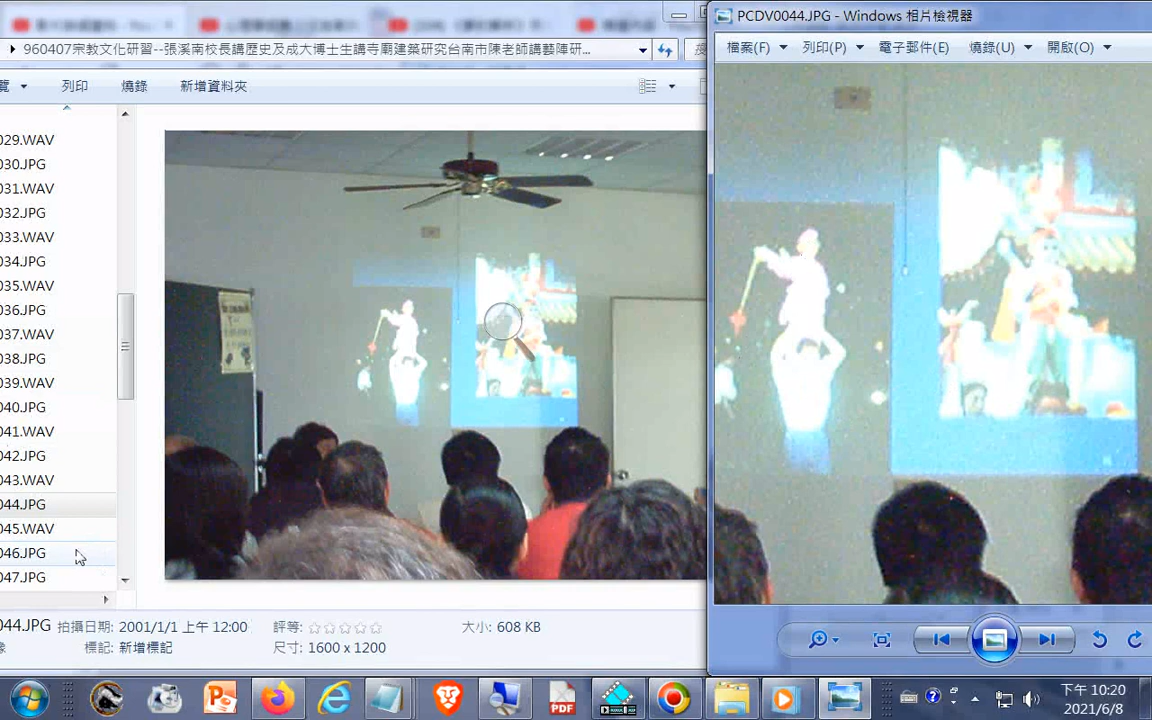 960407宗教文化研習--張溪南校長講歷史及成大博士生講寺廟建築研究台南市陳老師講藝陣研...
覽
列印
燒錄
新增資料夾
029.WAV
030.JPG
031.WAV
032.JPG
033.WAV
034.JPG
035.WAV
036.JPG
037.WAV
038.JPG
039.WAV
040.JPG
041.WAV
042.JPG
043.WAV
044.JPG
045.WAV
046.JPG
047.JPG
044.JPG
拍攝日期: 2001/1/1 上午 12:00
標記: 新增標記
評等:
尺寸: 1600 x 1200
大小: 608 KB
PCDV0044.JPG - Windows 相片檢視器
檔案(F)
列印(P)
電子郵件(E)
燒錄(U)
開啟(O)
PDF
下午 10:20
2021/6/8